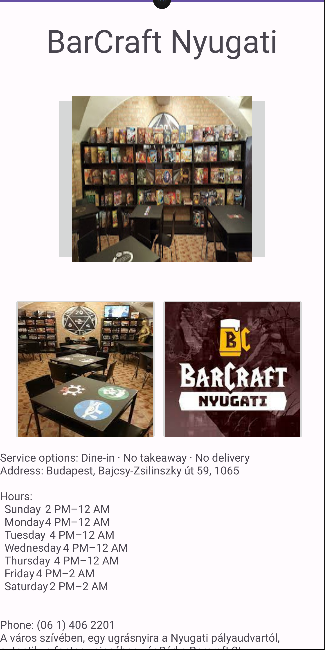 BarCraft Nyugati
BC
BARCRAFT
NYUGATI
Service options: Dine-in · No takeaway · No delivery
Address: Budapest, Bajcsy-Zsilinszky út 59, 1065
Hours:
Sunday 2 PM–12 AM
Monday4 PM–12 AM
Tuesday 4 PM–12 AM
Wednesday4 PM–12 AM
Thursday 4 PM–12 AM
Friday4 PM–2 AM
Saturday2 PM–2 AM
Phone: (06 1) 406 2201
A város szívében, egy ugrásnyira a Nyugati pályaudvartól,